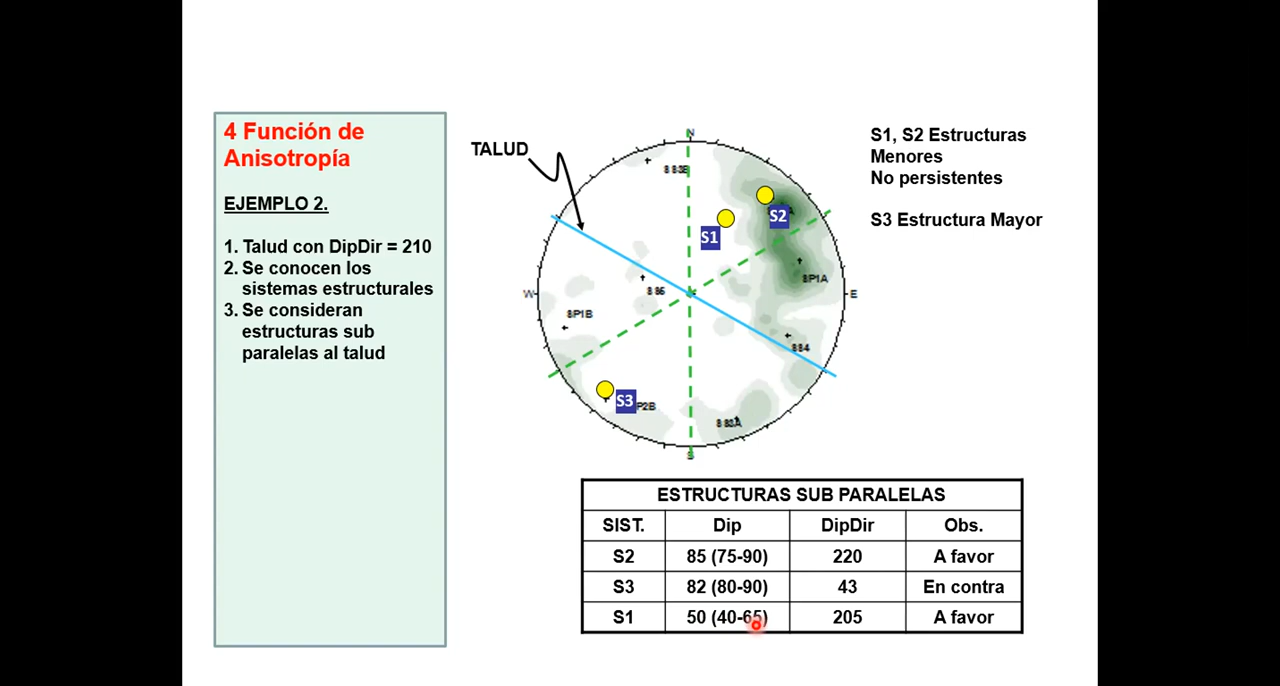 4 Función de
Anisotropía
EJEMPLO 2.
1. Talud con DipDir = 210
2. Se conocen los
sistemas estructurales
3. Se consideran
estructuras sub
paralelas al talud
TALUD
N
S1, S2 Estructuras
Menores
No persistentes
S3 Estructura Mayor
S2
S1
SP1A
W
E
SP1B
S3
S
ESTRUCTURAS SUB PARALELAS
SIST. Dip DipDir Obs.
S2 85 (75-90) 220 A favor
S3 82 (80-90) 43 En contra
S1 50 (40-65) 205 A favor